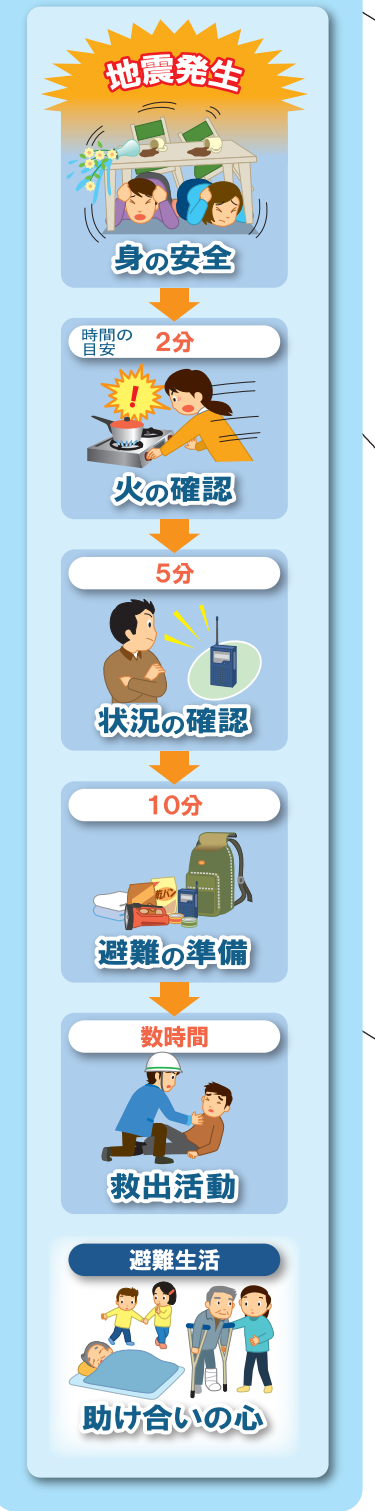 地震発生
身の安全
時間の
目安
2分
!
火の確認
5分
状況の確認
10分
乾パン
避難の準備
数時間
救出活動
避難生活
助け合いの心